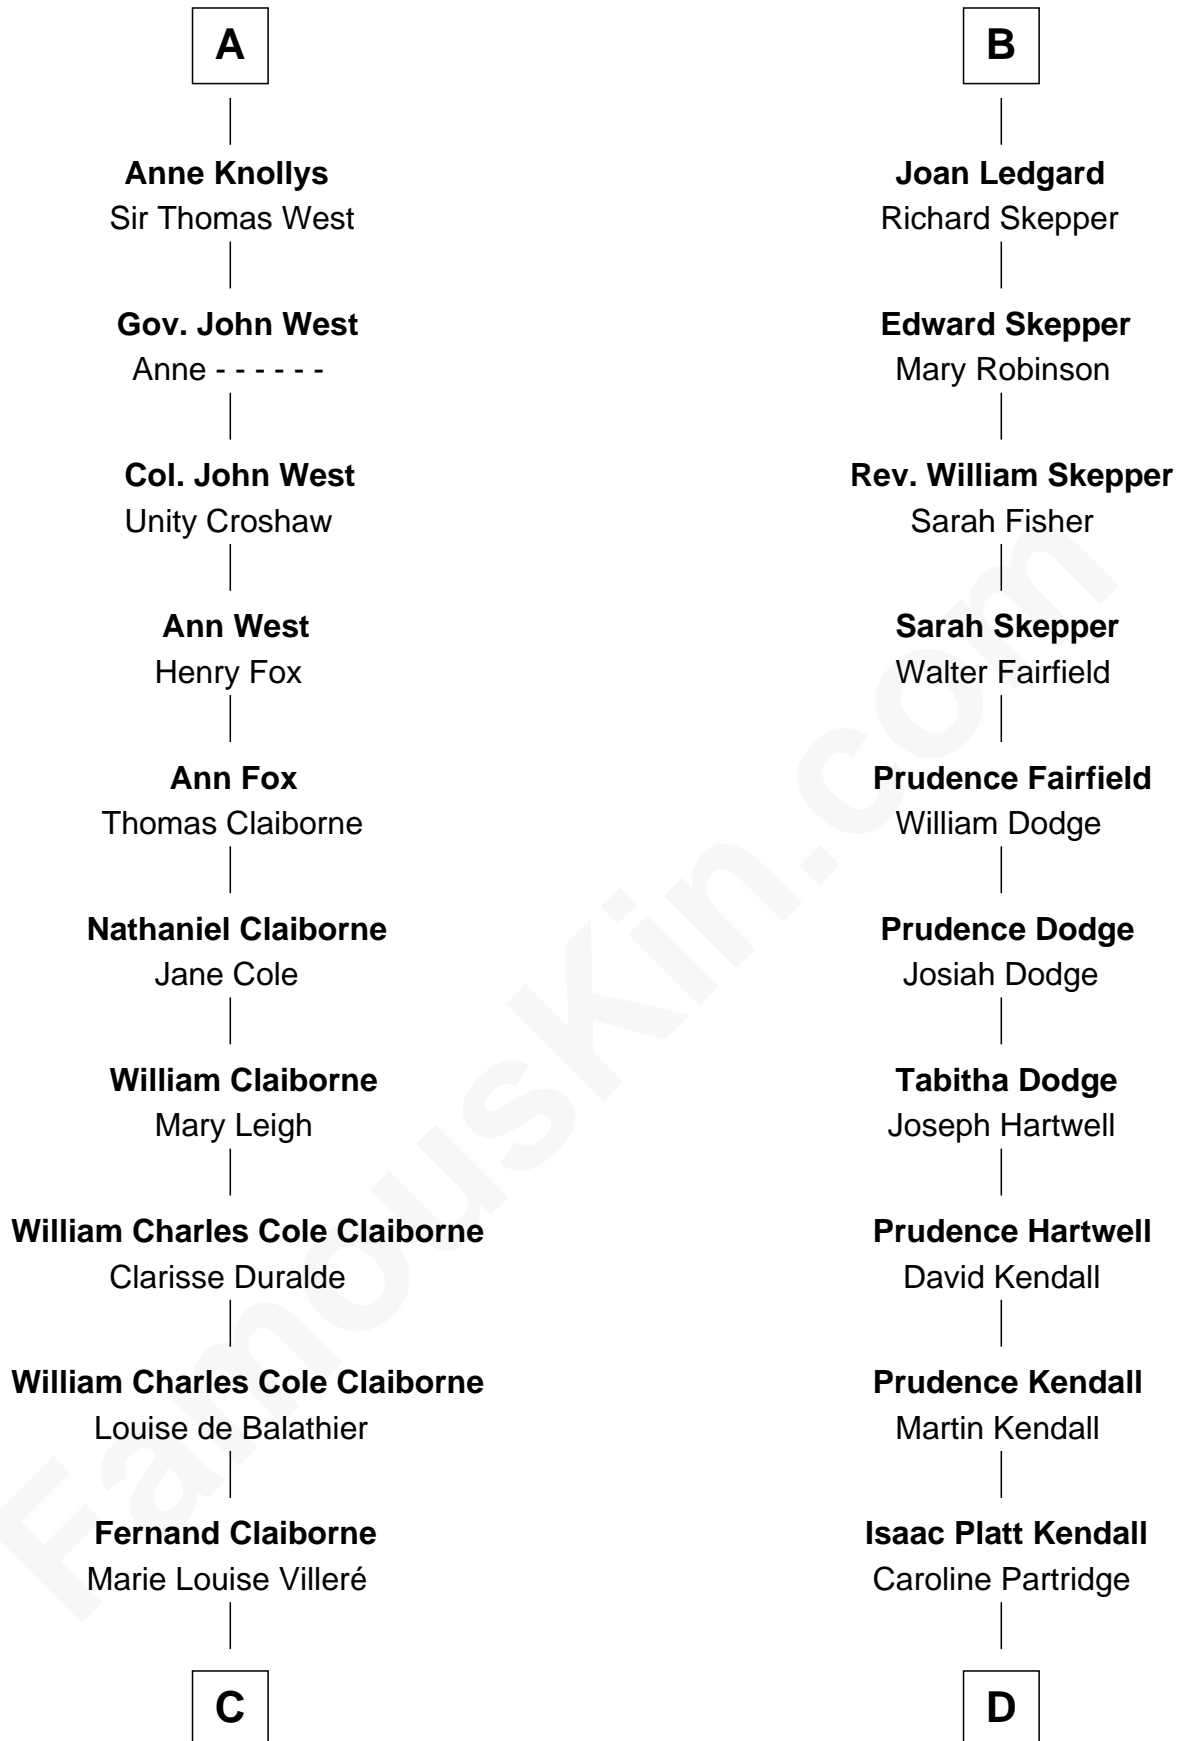 A
Anne Knollys
Sir Thomas West
Gov. John West
Anne - - - - - -
Col. John West
Unity Croshaw
Ann West
Henry Fox
Ann Fox
Thomas Claiborne
Nathaniel Claiborne
Jane Cole
William Claiborne
Mary Leigh
William Charles Cole Claiborne
Clarisse Duralde
William Charles Cole Claiborne
Louise de Balathier
Fernand Claiborne
Marie Louise Villeré
C
B
Joan Ledgard
Richard Skepper
Edward Skepper
Mary Robinson
Rev. William Skepper
Sarah Fisher
Sarah Skepper
Walter Fairfield
Prudence Fairfield
William Dodge
Prudence Dodge
Josiah Dodge
Tabitha Dodge
Joseph Hartwell
Prudence Hartwell
David Kendall
Prudence Kendall
Martin Kendall
Isaac Platt Kendall
Caroline Partridge
D
FamousKin.com